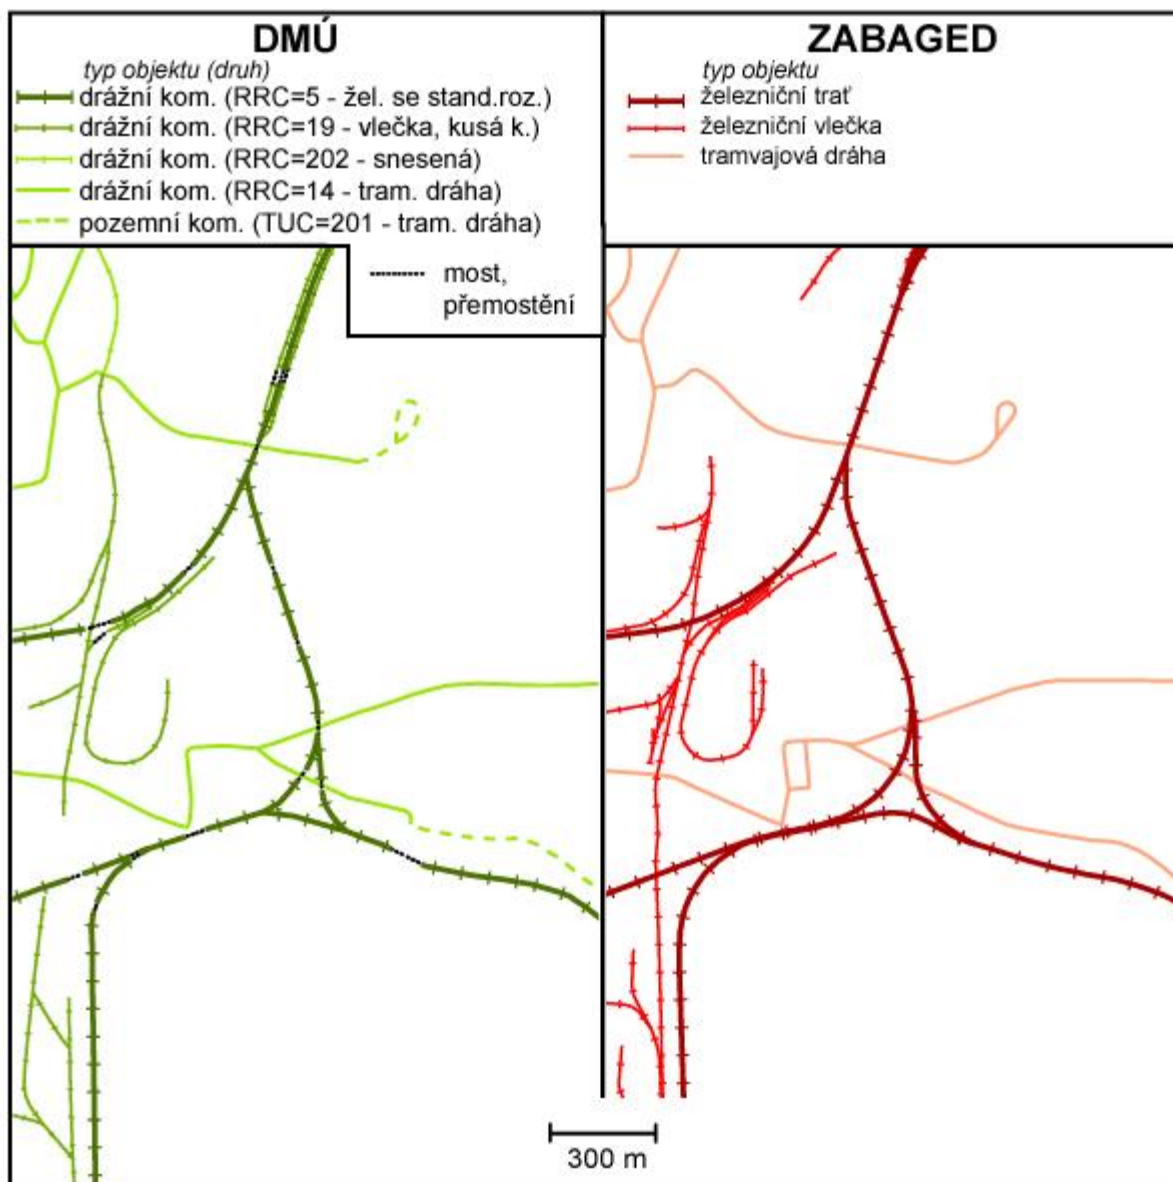 DMÚ
typ objektu (druh)
drážní kom. (RRC=5 - žel. se stand.roz.)
drážní kom. (RRC=19 - vlečka, kusá k.)
drážní kom. (RRC=202 - snesená)
drážní kom. (RRC=14 - tram. dráha)
pozemní kom. (TUC=201 - tram. dráha)
most,
přemostění
ZABAGED
typ objektu
železniční trať
železniční vlečka
tramvajová dráha
300 m